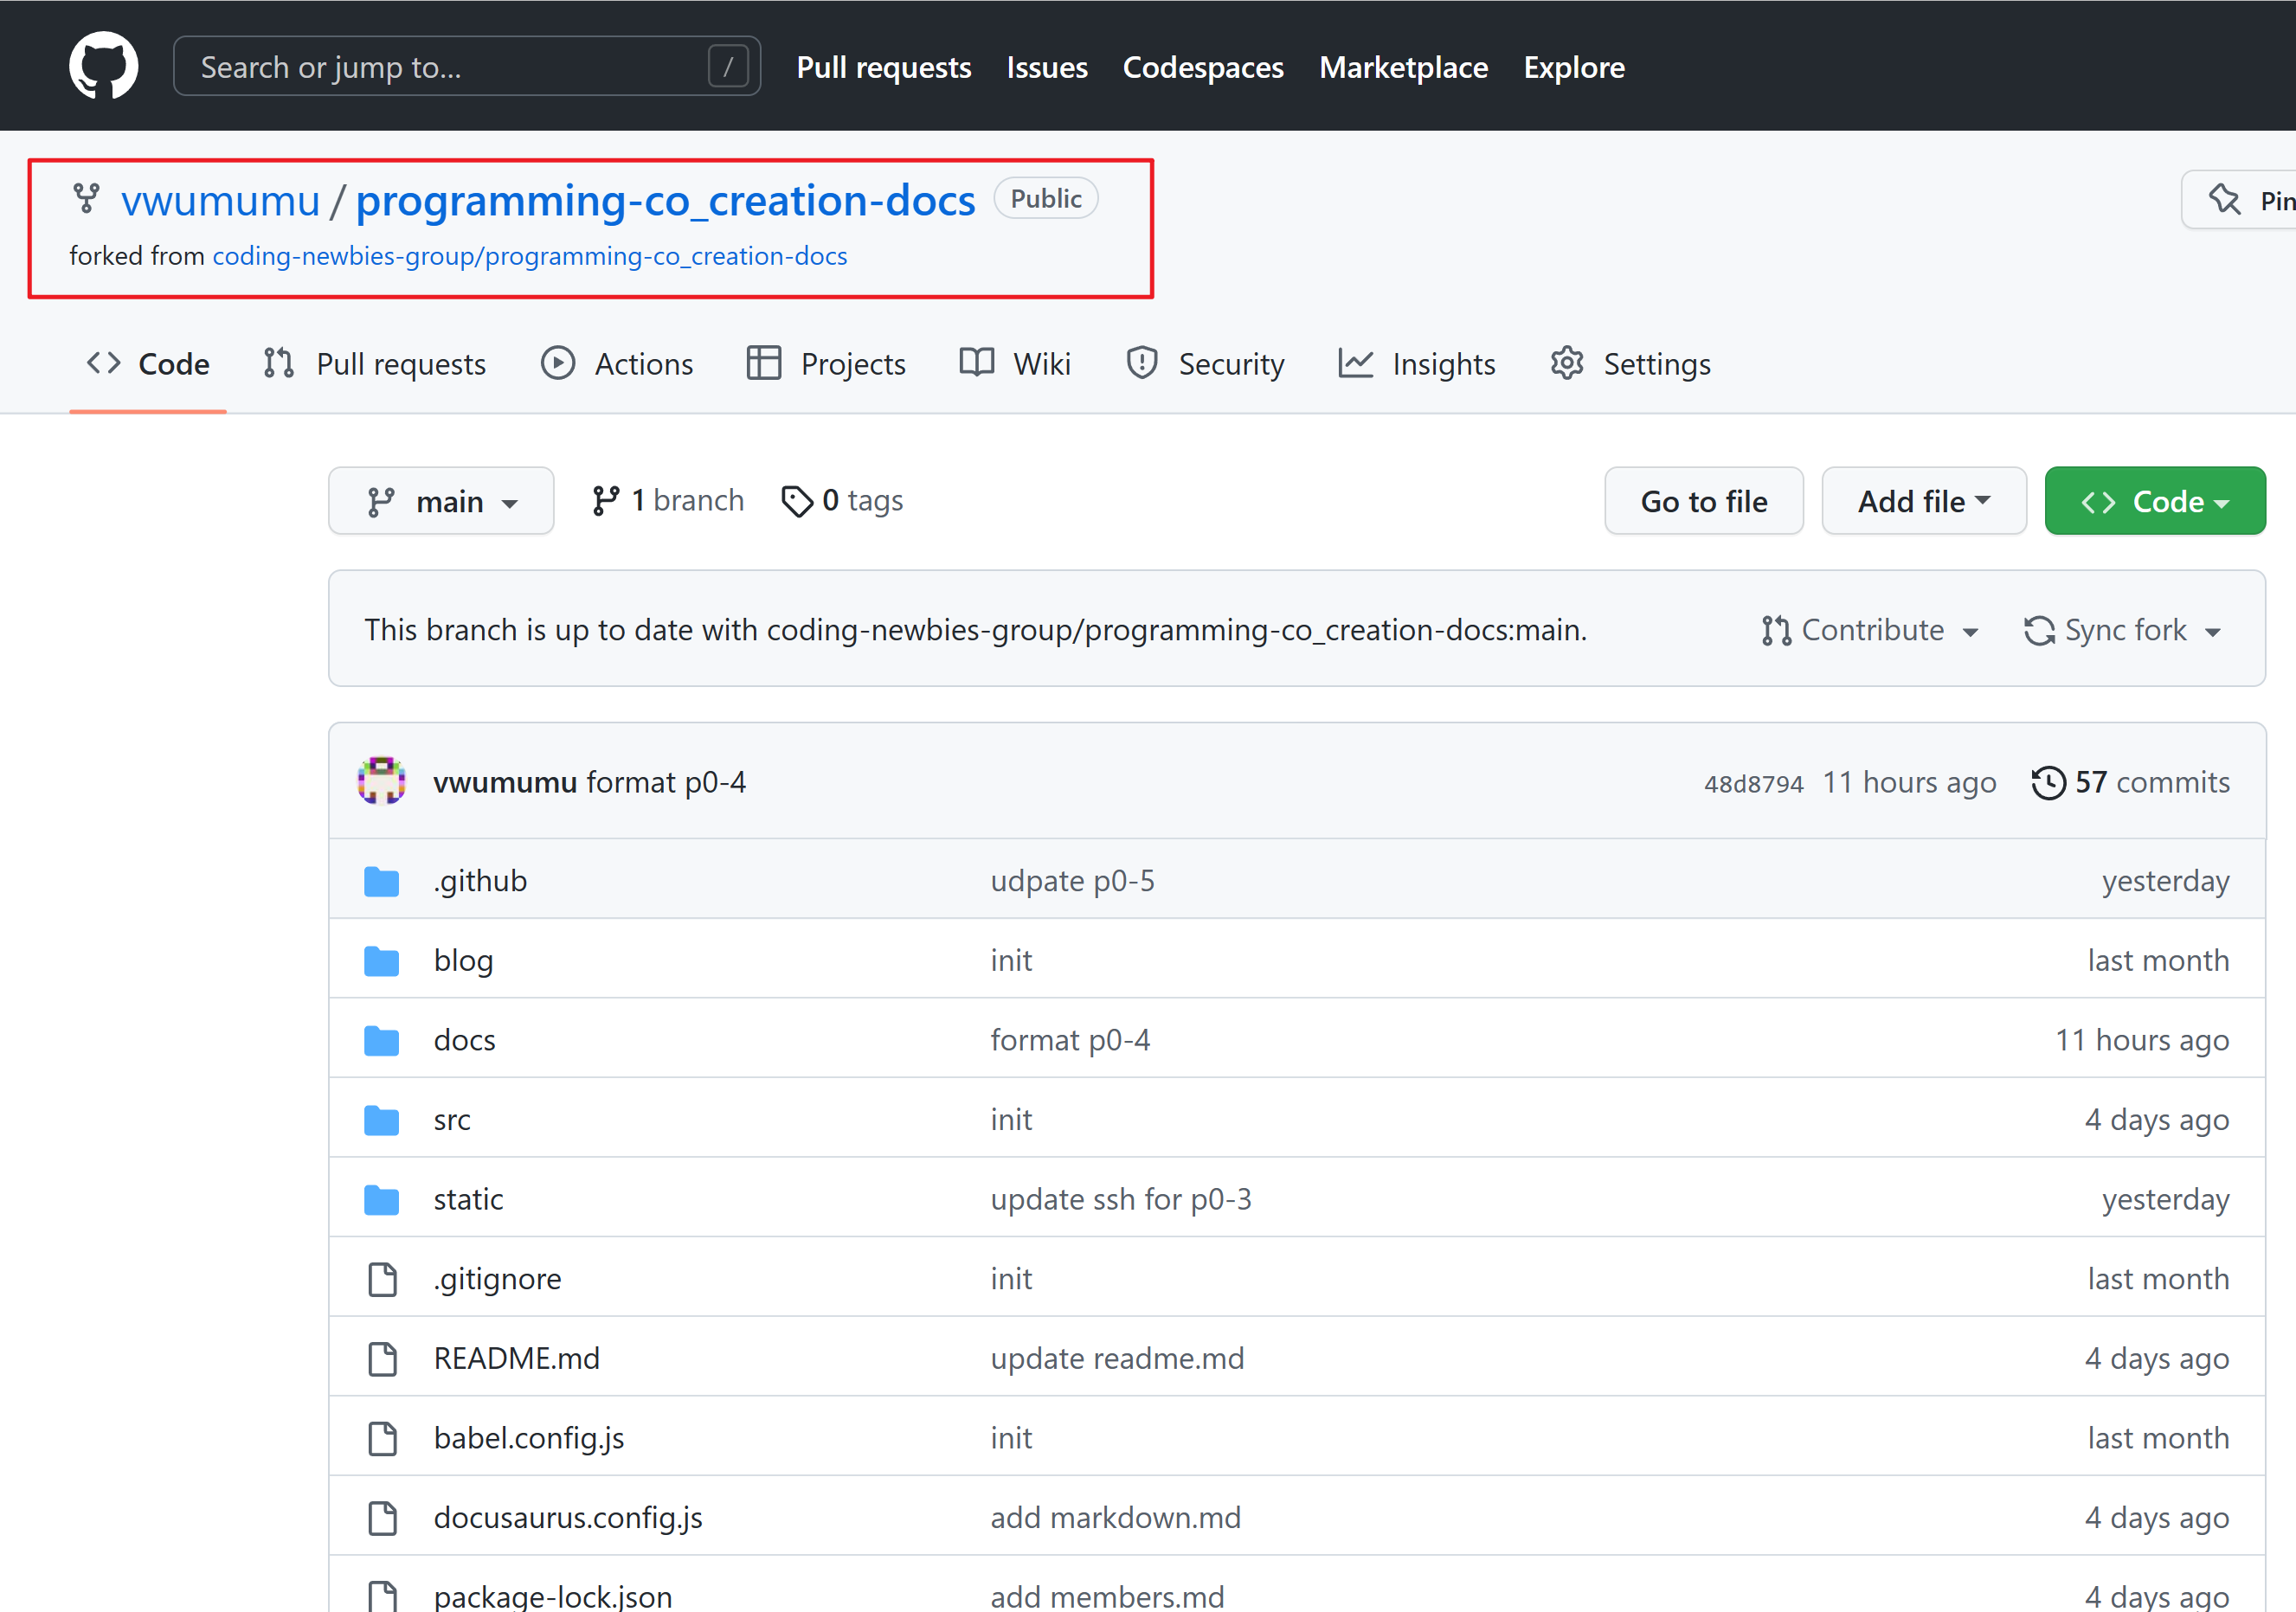 Search or jump to... / Pull requests Issues Codespaces Marketplace Explore
vwumumu / programming-co_creation-docs Public
forked from coding-newbies-group/programming-co_creation-docs
Pin
Code Pull requests Actions Projects Wiki Security Insights Settings
main 1 branch 0 tags Go to file Add file Code
This branch is up to date with coding-newbies-group/programming-co_creation-docs:main. Contribute Sync fork
vwumumu format p0-4 48d8794 11 hours ago 57 commits
.github udpate p0-5 yesterday
blog init last month
docs format p0-4 11 hours ago
src init 4 days ago
static update ssh for p0-3 yesterday
.gitignore init last month
README.md update readme.md 4 days ago
babel.config.js init last month
docusaurus.config.js add markdown.md 4 days ago
package-lock.json add members.md 4 days ago